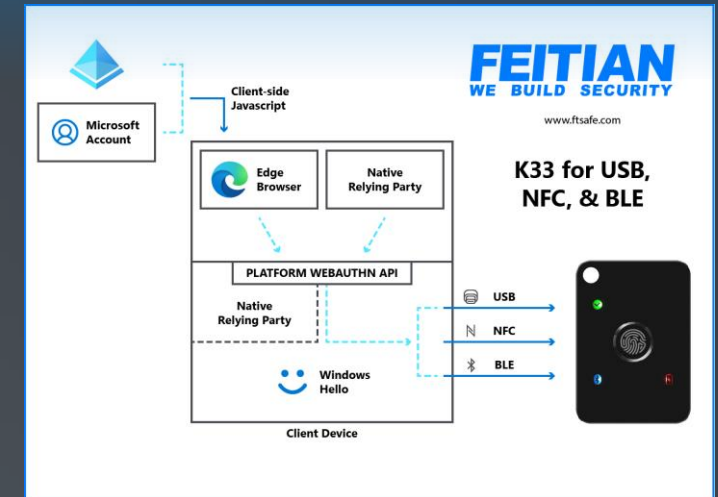 FEITIAN
WE BUILD SECURITY
www.ftsafe.com
Client-side
Javascript
Microsoft
Account
K33 for USB,
NFC, & BLE
Edge
Browser
Native
Relying Party
PLATFORM WEBAUTHN API
Native
Relying Party
USB
NFC
BLE
Windows
Hello
Client Device